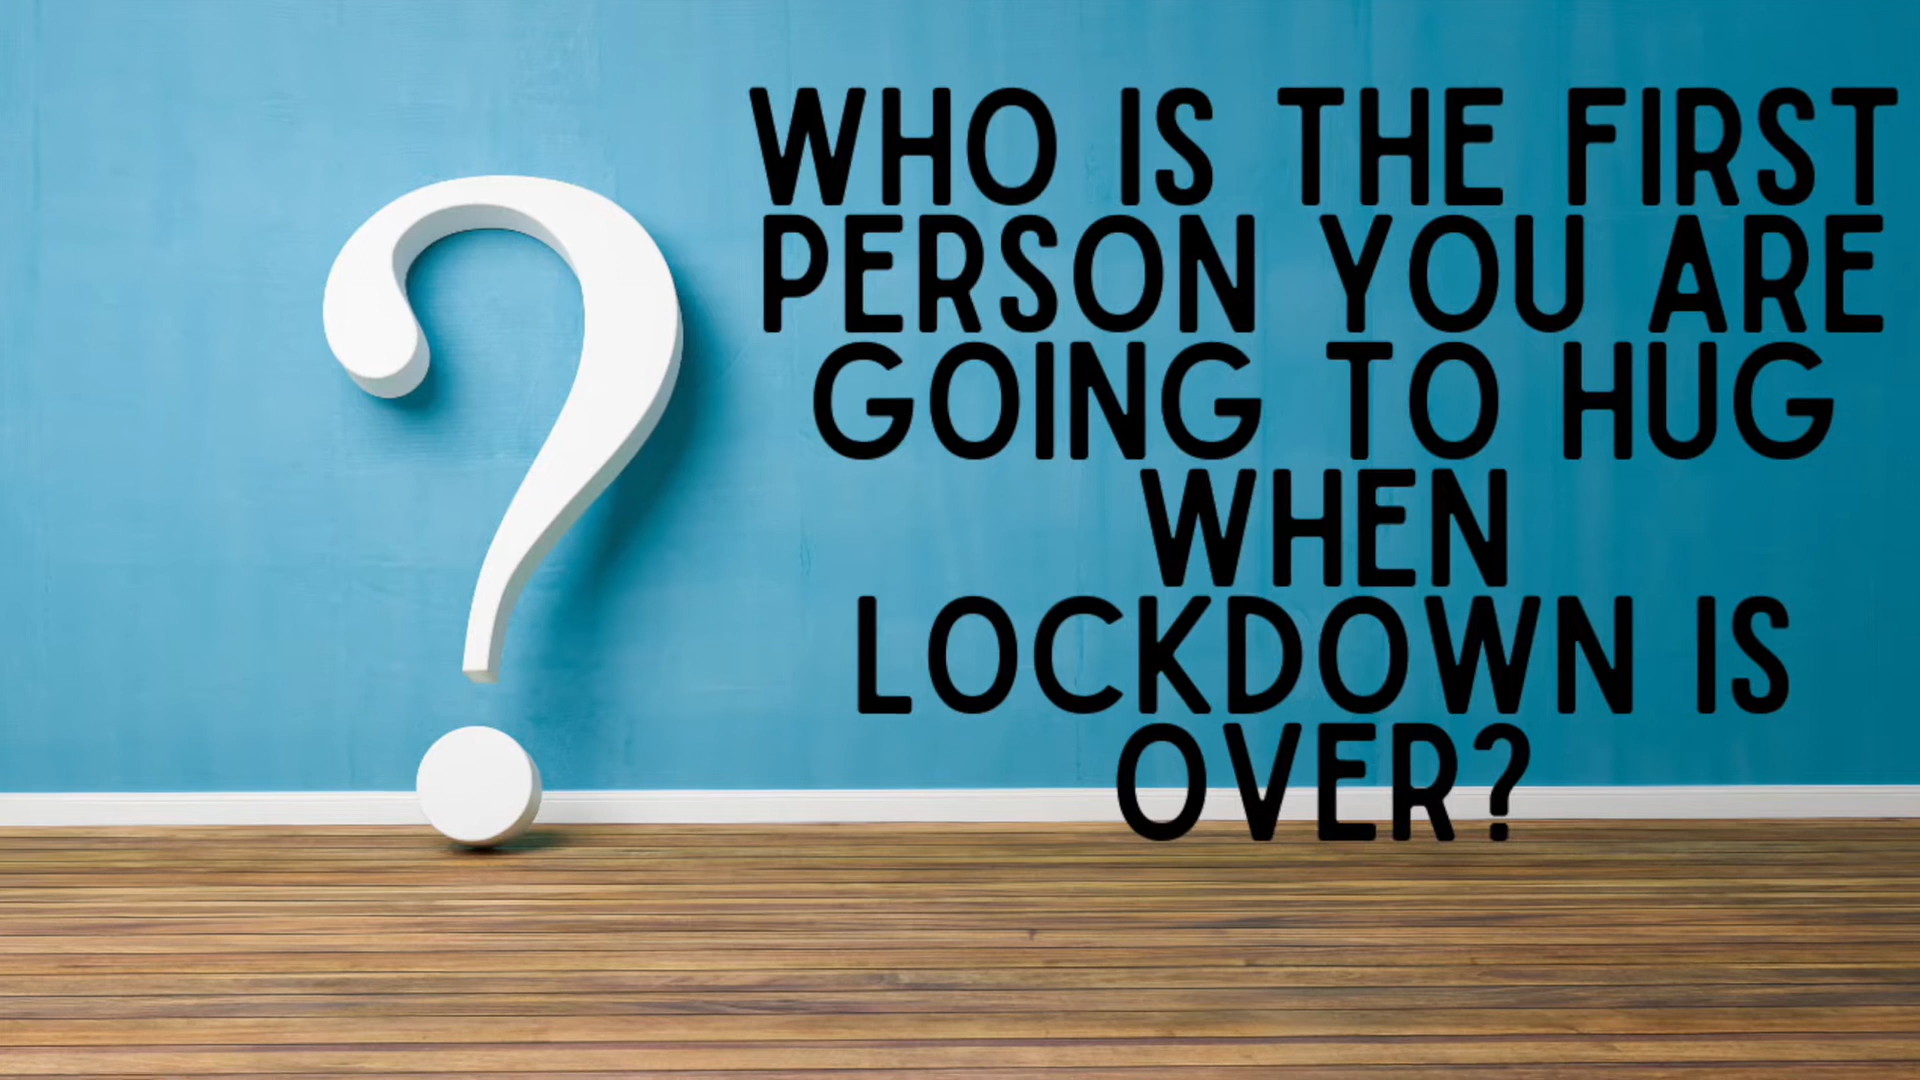 WHO IS THE FIRST
PERSON YOU ARE
GOING TO HUG
WHEN
LOCKDOWN IS
OVER?